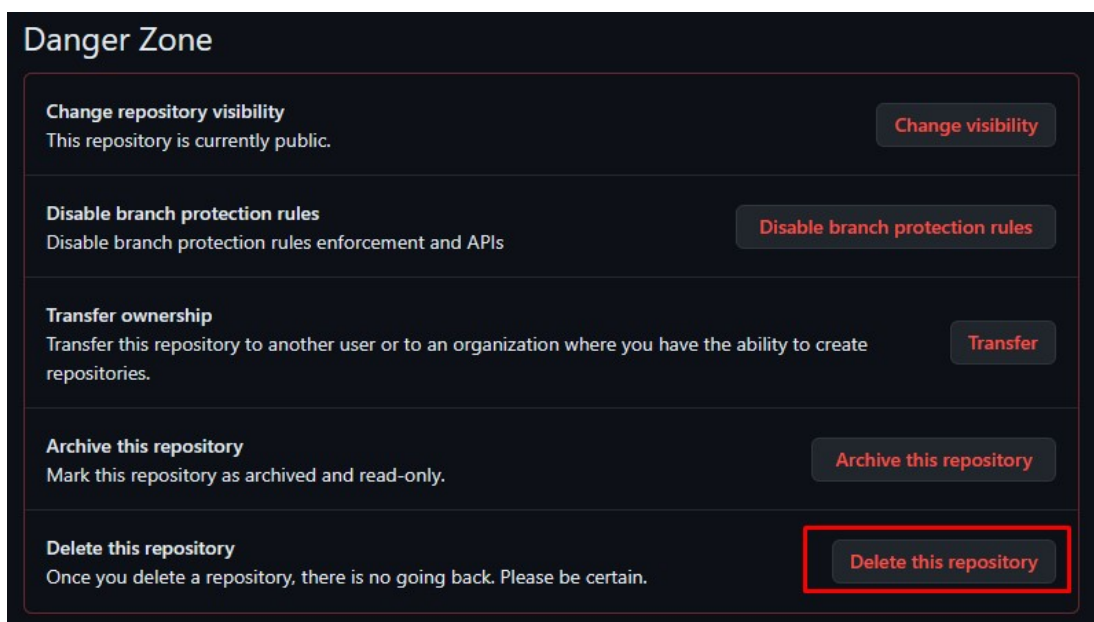 Danger Zone
Change repository visibility
This repository is currently public.
Change visibility
Disable branch protection rules
Disable branch protection rules enforcement and APIs
Disable branch protection rules
Transfer ownership
Transfer this repository to another user or to an organization where you have the ability to create
repositories.
Transfer
Archive this repository
Mark this repository as archived and read-only.
Archive this repository
Delete this repository
Once you delete a repository, there is no going back. Please be certain.
Delete this repository